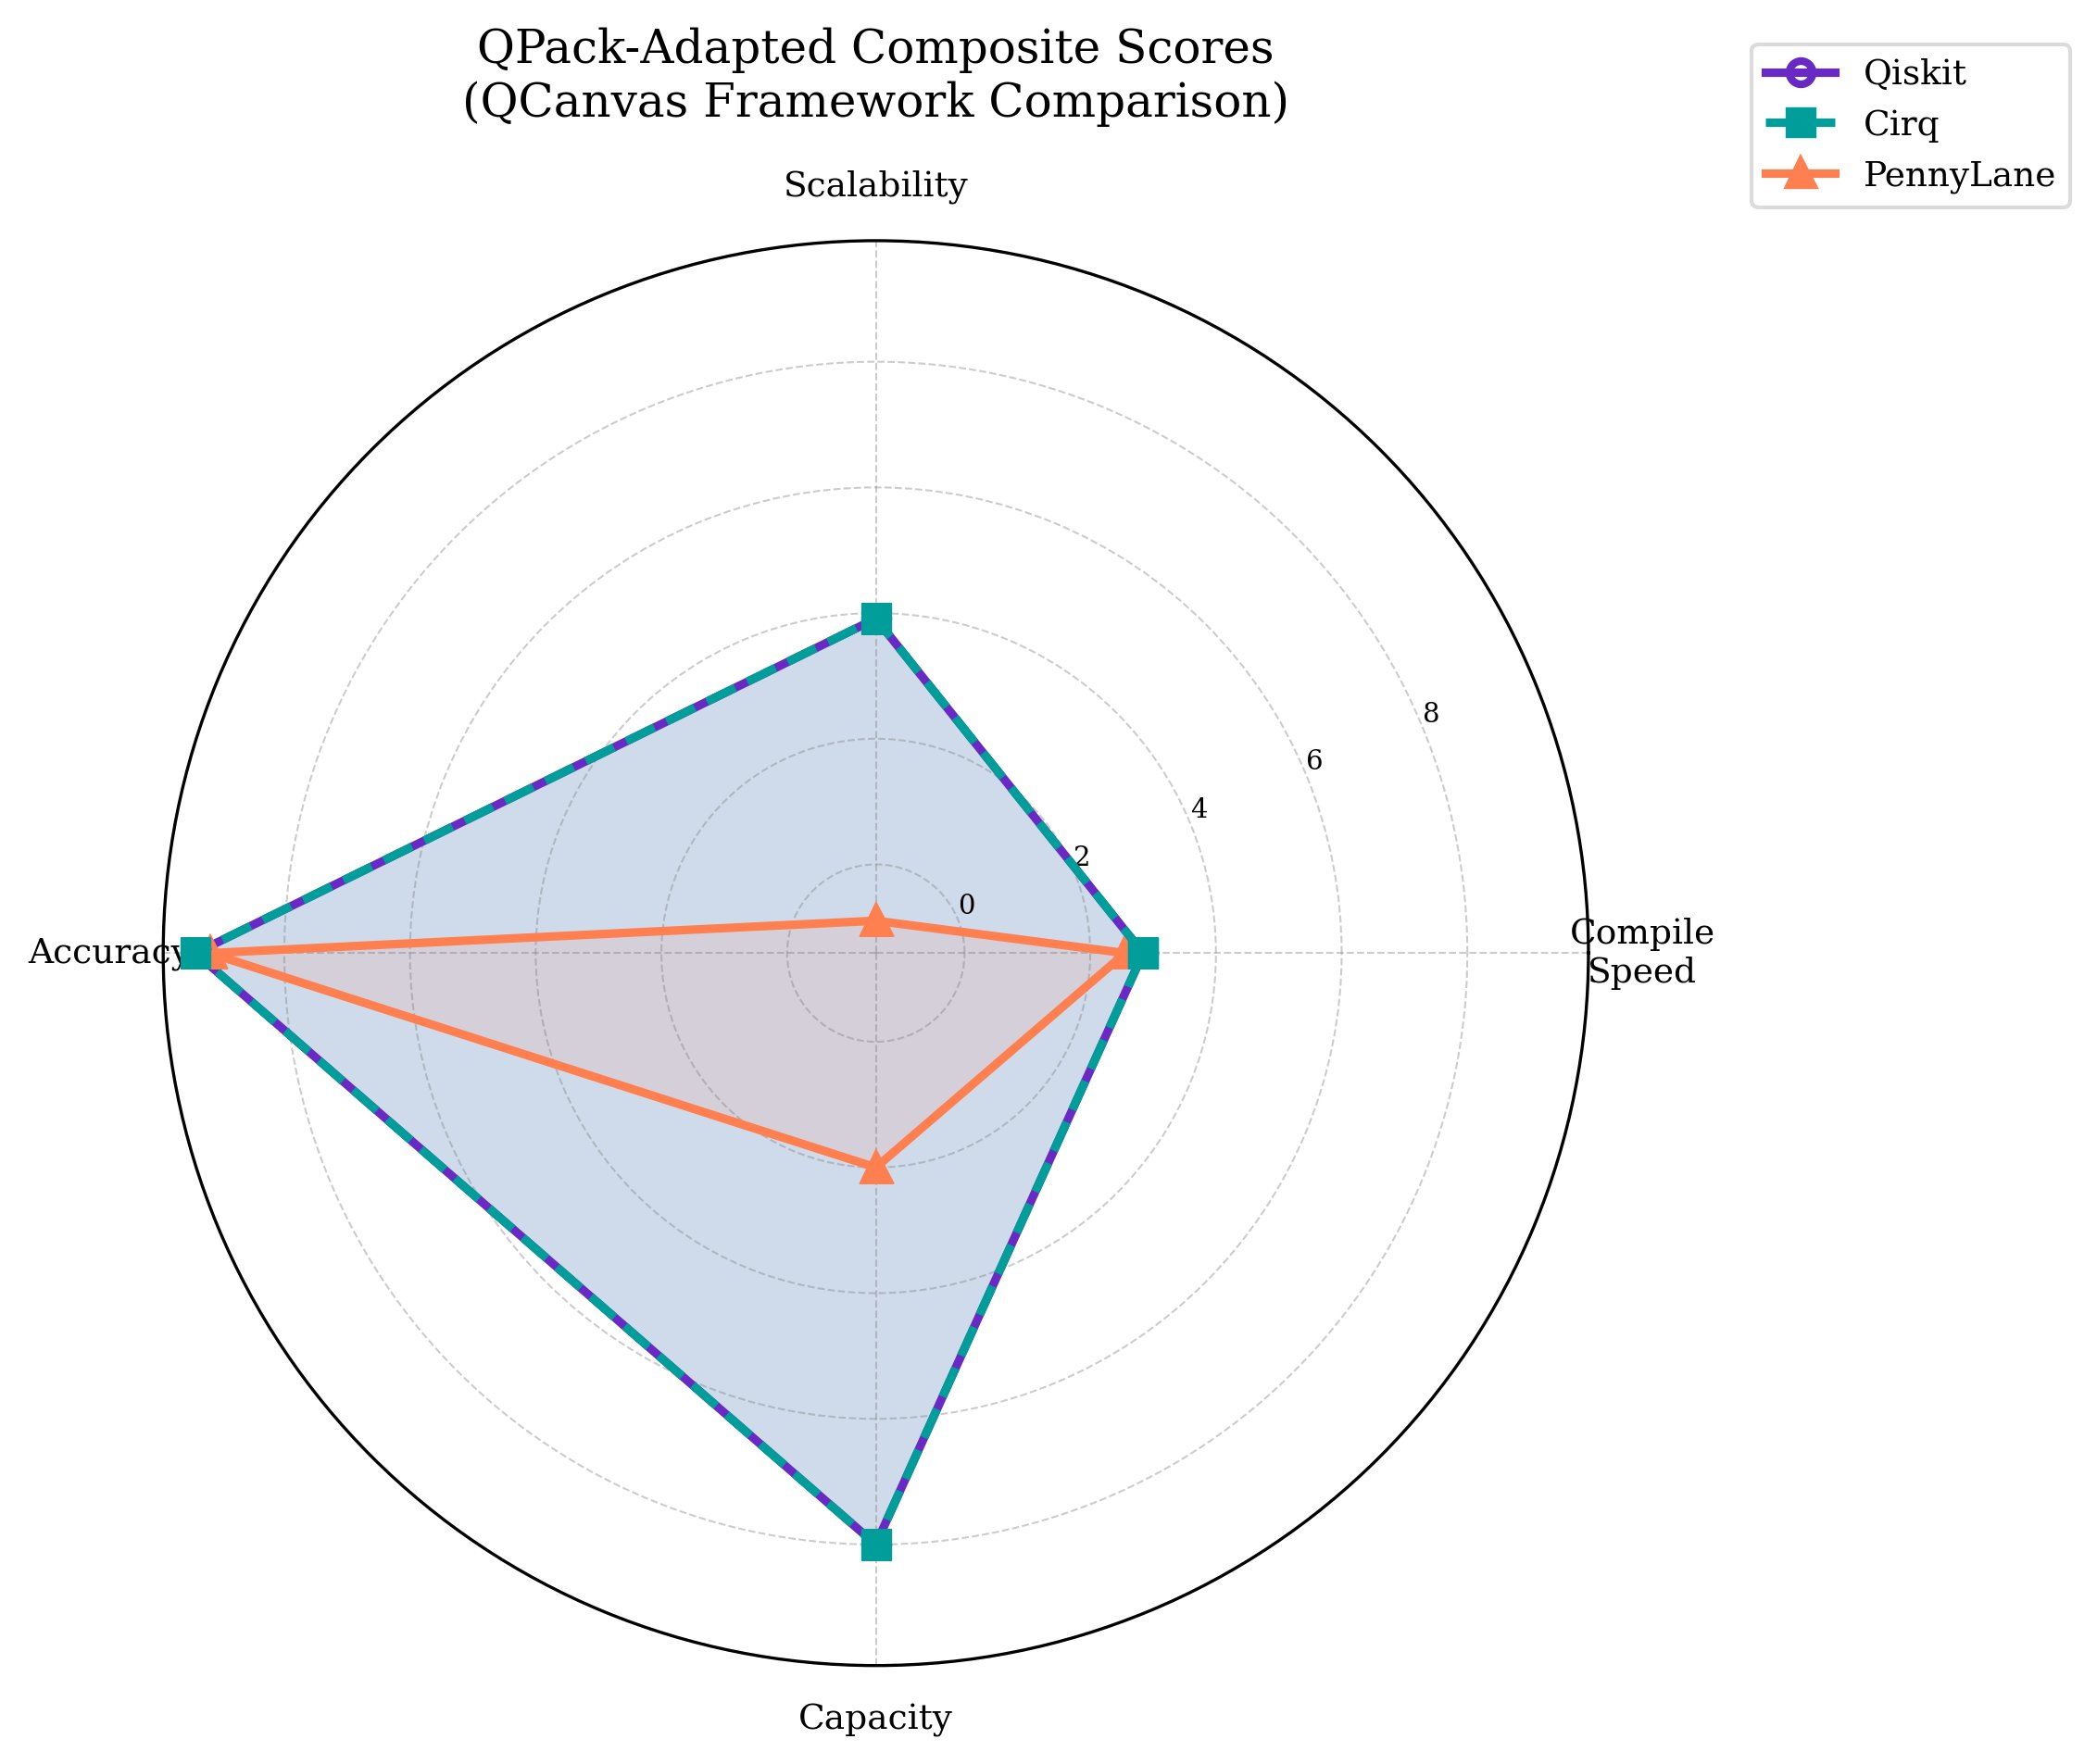 QPack-Adapted Composite Scores
(QCanvas Framework Comparison)
Qiskit
Cirq
PennyLane
Scalability
8
6
4
2
0
Accuracy
Compile
Speed
Capacity